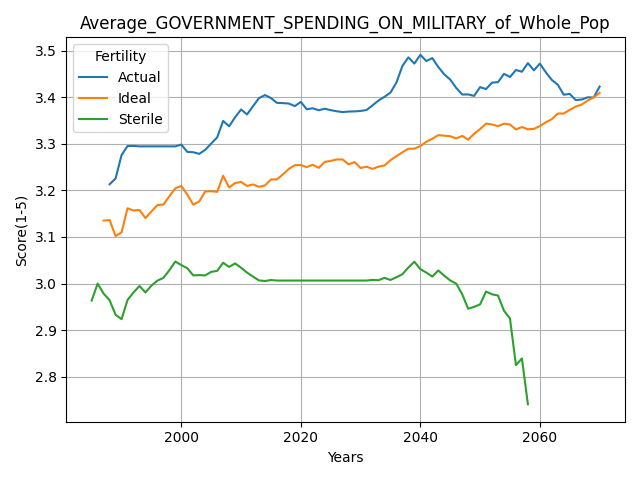 Average_GOVERNMENT_SPENDING_ON_MILITARY_of_Whole_Pop
Fertility
Actual
Ideal
Sterile
Score(1-5)
3.5
3.4
3.3
3.2
3.1
3.0
2.9
2.8
2000
2020
2040
2060
Years